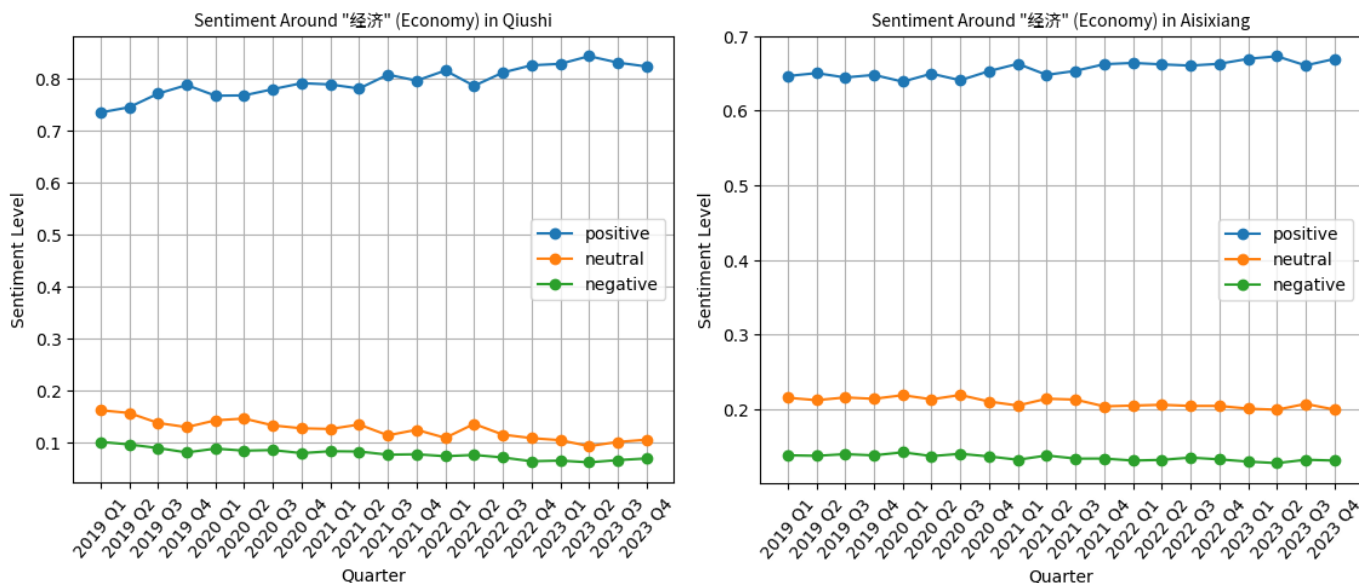 Sentiment Around "经济" (Economy) in Qiushi
Sentiment Level
0.8
0.7
0.6
0.5
0.4
0.3
0.2
0.1
positive
neutral
negative
2019 Q1
2019 Q2
2019 Q3
2019 Q4
2020 Q1
2020 Q2
2020 Q3
2020 Q4
2021 Q1
2021 Q2
2021 Q3
2021 Q4
2022 Q1
2022 Q2
2022 Q3
2022 Q4
2023 Q1
2023 Q2
2023 Q3
2023 Q4
Quarter
Sentiment Around "经济" (Economy) in Aisixiang
Sentiment Level
0.7
0.6
0.5
0.4
0.3
0.2
positive
neutral
negative
2019 Q1
2019 Q2
2019 Q3
2019 Q4
2020 Q1
2020 Q2
2020 Q3
2020 Q4
2021 Q1
2021 Q2
2021 Q3
2021 Q4
2022 Q1
2022 Q2
2022 Q3
2022 Q4
2023 Q1
2023 Q2
2023 Q3
2023 Q4
Quarter